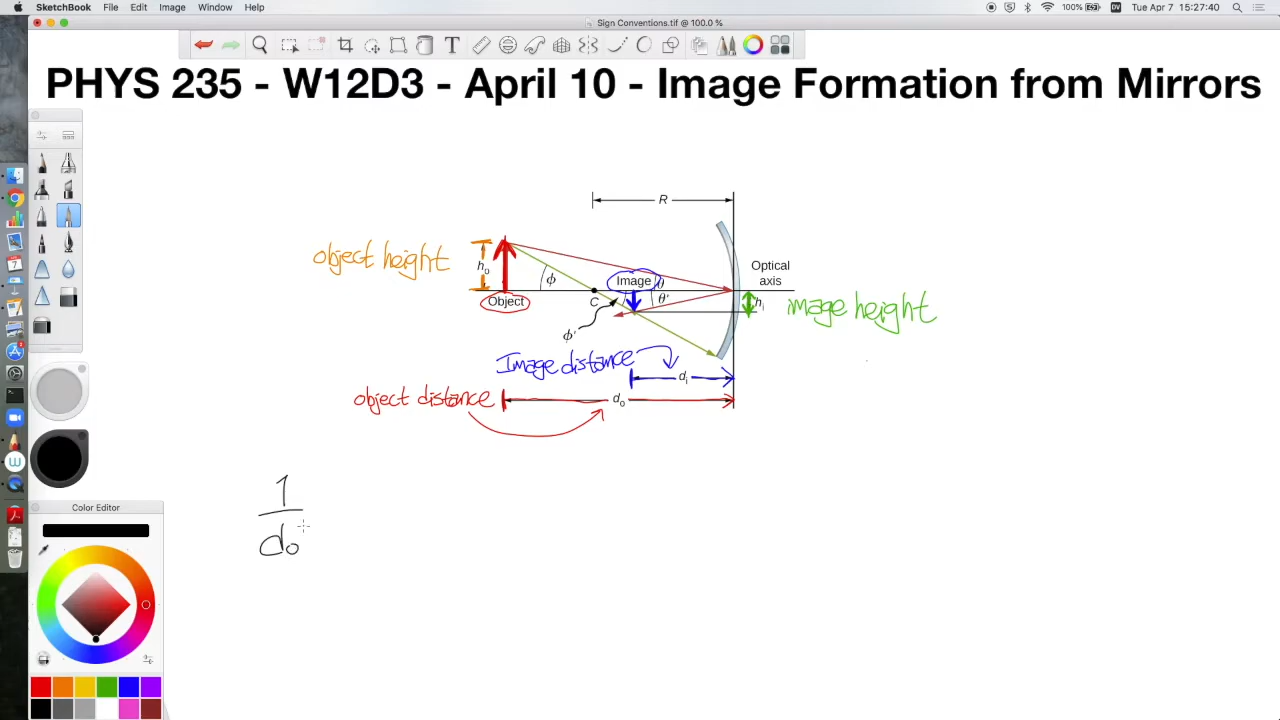 SketchBook File Edit Image Window Help 100% DV Tue Apr 7 15:27:40
Sign Conventions.tif @ 100.0 %
T
PHYS 235 - W12D3 - April 10 - Image Formation from Mirrors
R
object height
h₀
ϕ
Image
θ
Optical
axis
Object
C
θ'
hᵢ
image height
ϕ'
Image distance
dᵢ
object distance
d₀
Color Editor
1
d₀